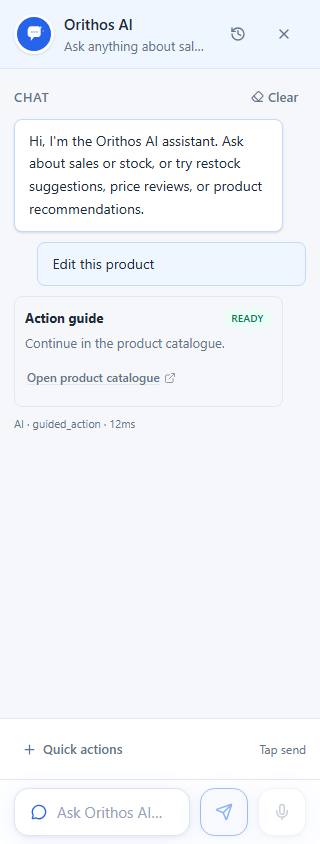 Orithos AI
Ask anything about sal...
CHAT
Clear
Hi, I'm the Orithos AI assistant. Ask
about sales or stock, or try restock
suggestions, price reviews, or product
recommendations.
Edit this product
Action guide
READY
Continue in the product catalogue.
Open product catalogue
AI · guided_action · 12ms
Quick actions
Tap send
Ask Orithos AI...